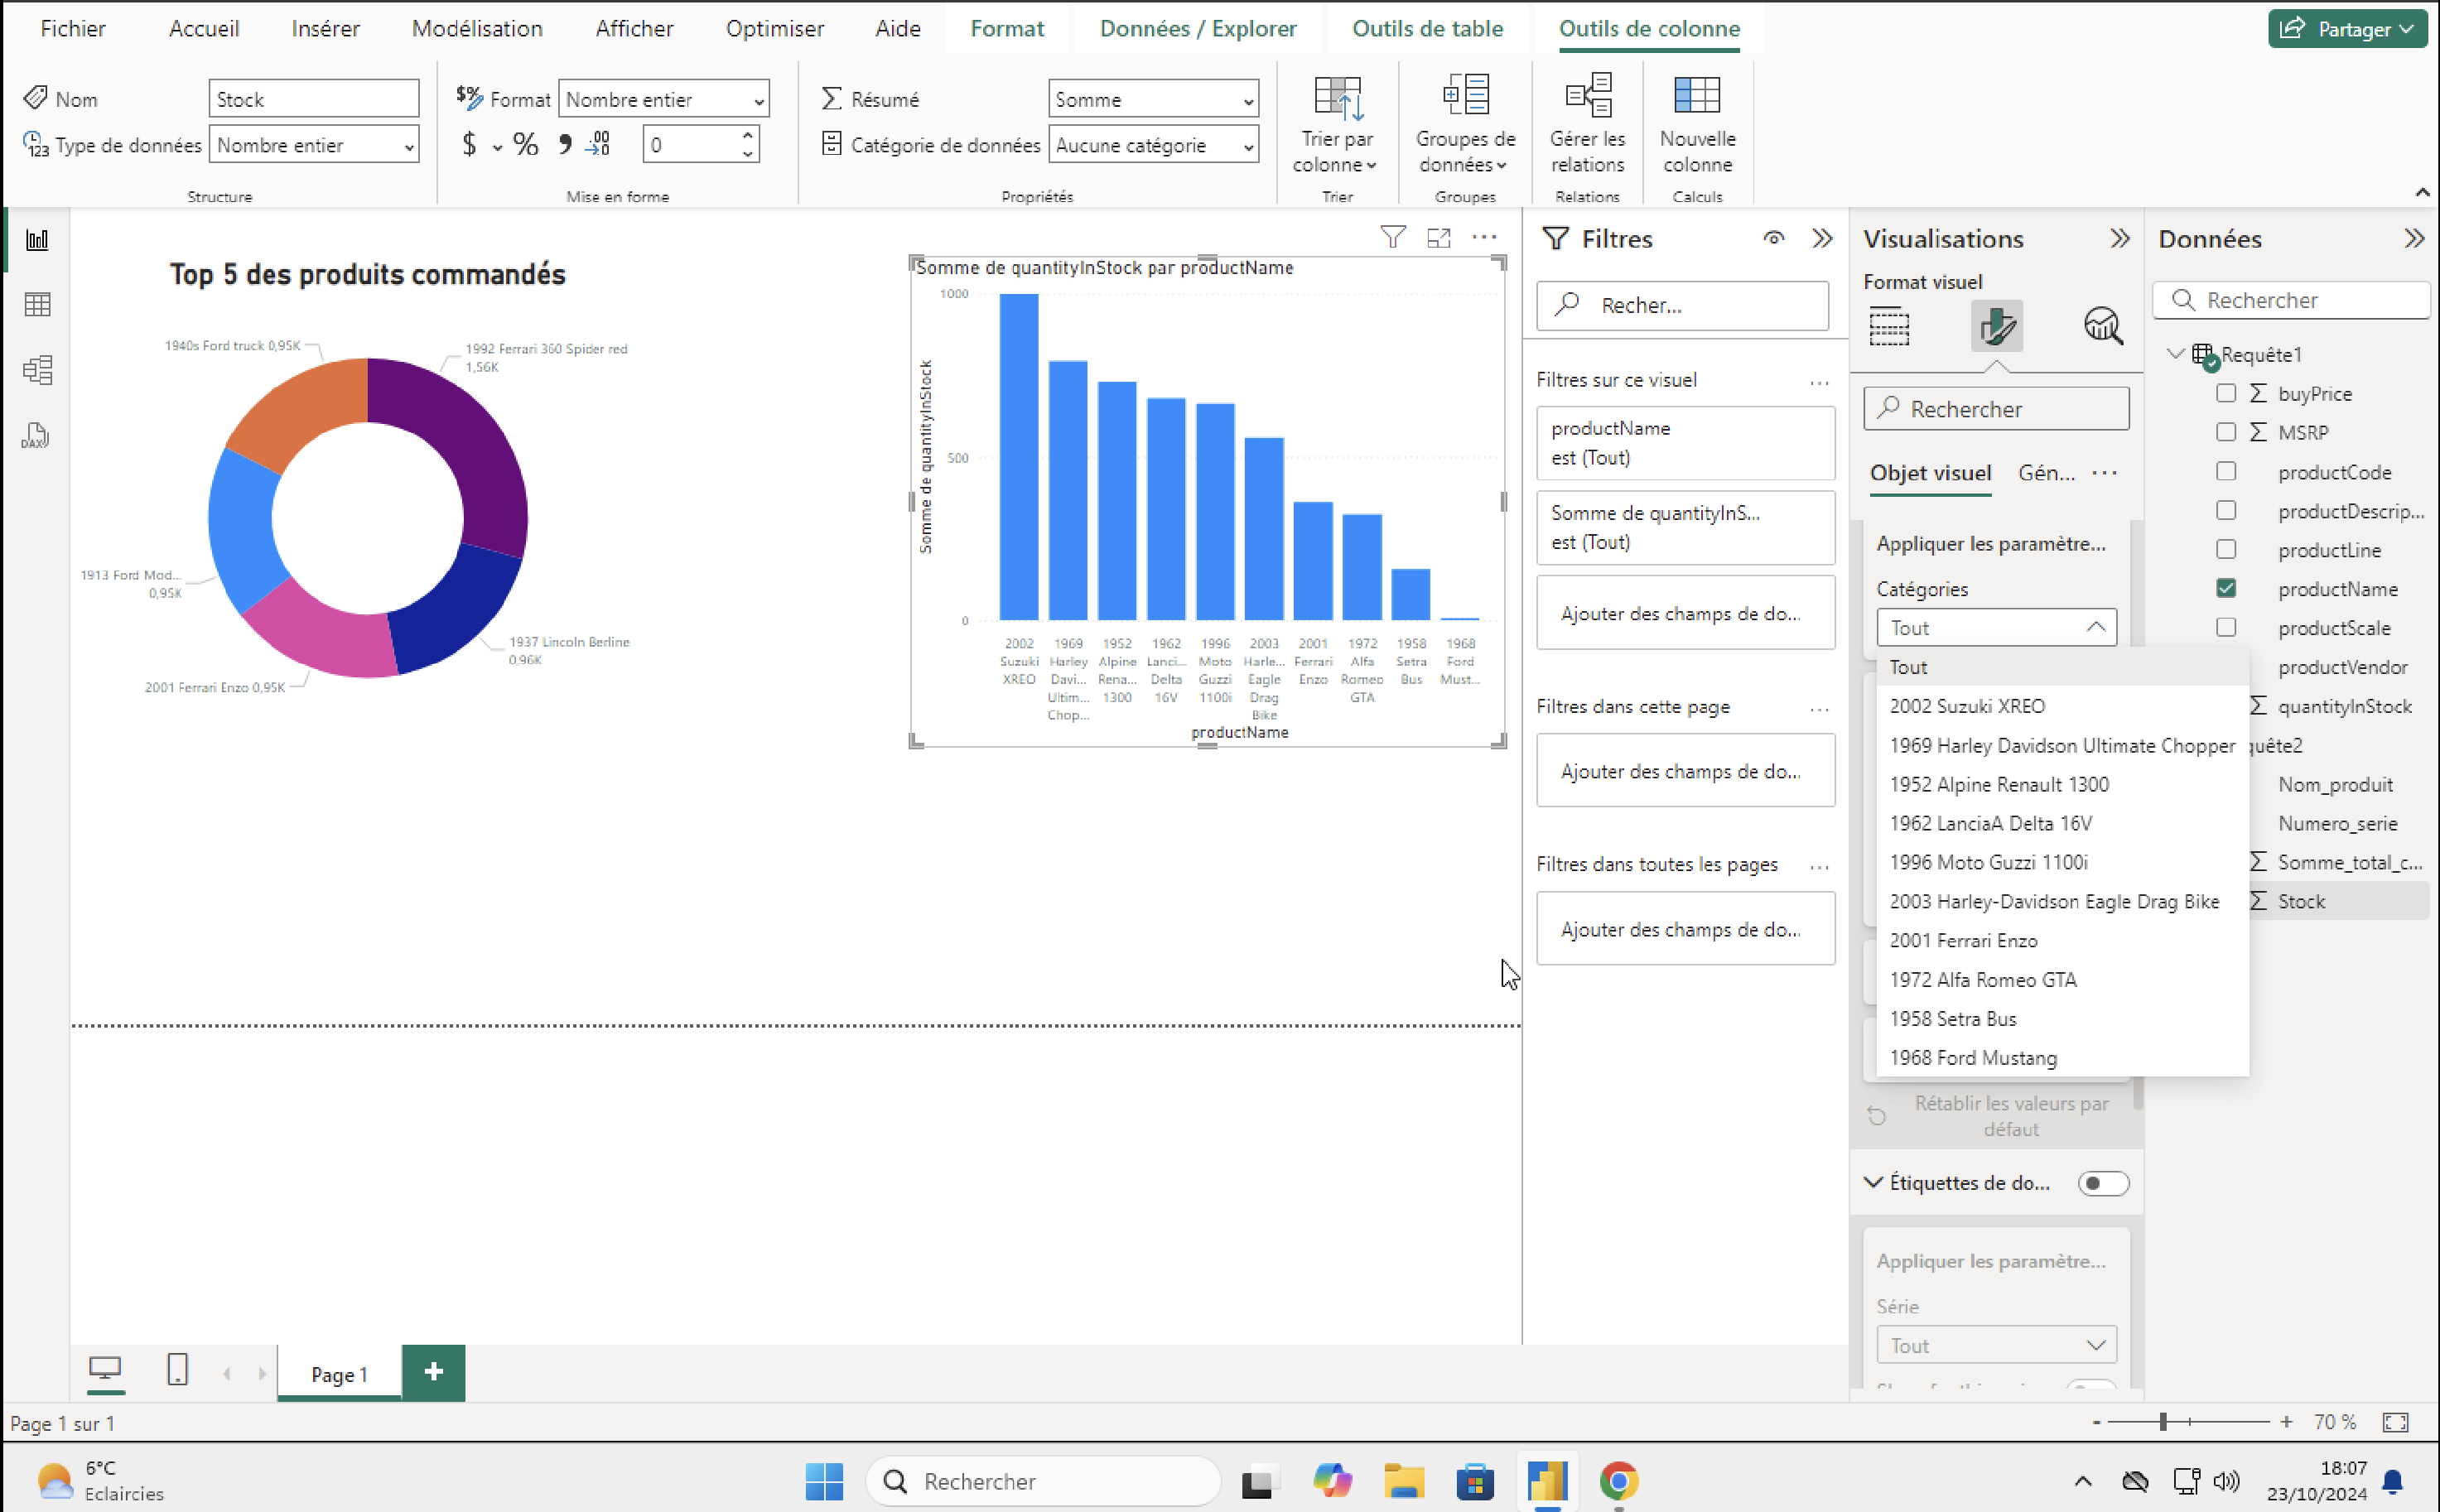 Fichier
Accueil
Insérer
Modélisation
Afficher
Optimiser
Aide
Format
Données / Explorer
Outils de table
Outils de colonne
Partager
Nom
Stock
Type de données
Nombre entier
Structure
Format
Nombre entier
$ % 0
Mise en forme
Résumé
Somme
Catégorie de données
Aucune catégorie
Propriétés
Trier par
colonne
Trier
Groupes de
données
Groupes
Gérer les
relations
Relations
Nouvelle
colonne
Calculs
DAX
Top 5 des produits commandés
1940s Ford truck 0,95K
1992 Ferrari 360 Spider red
1,56K
1913 Ford Mod...
0,95K
1937 Lincoln Berline
0,96K
2001 Ferrari Enzo 0,95K
Somme de quantityInStock par productName
Somme de quantityInStock
1000
500
0
2002
Suzuki
XREO
1969
Harley
Davi...
Ultim...
Chop...
1952
Alpine
Rena...
1300
1962
Lanci...
Delta
16V
1996
Moto
Guzzi
1100i
2003
Harle...
Eagle
Drag
Bike
2001
Ferrari
Enzo
1972
Alfa
Romeo
GTA
1958
Setra
Bus
1968
Ford
Must...
productName
Filtres
Recher...
Filtres sur ce visuel
...
productName
est (Tout)
Somme de quantityInS...
est (Tout)
Ajouter des champs de do...
Filtres dans cette page
...
Ajouter des champs de do...
Filtres dans toutes les pages
...
Ajouter des champs de do...
Visualisations
Format visuel
Rechercher
Objet visuel
Gén...
...
Appliquer les paramètre...
Catégories
Tout
Tout
2002 Suzuki XREO
1969 Harley Davidson Ultimate Chopper
1952 Alpine Renault 1300
1962 LanciaA Delta 16V
1996 Moto Guzzi 1100i
2003 Harley-Davidson Eagle Drag Bike
2001 Ferrari Enzo
1972 Alfa Romeo GTA
1958 Setra Bus
1968 Ford Mustang
Rétablir les valeurs par
défaut
Étiquettes de do...
Appliquer les paramètre...
Série
Tout
Données
Rechercher
Requête1
buyPrice
MSRP
productCode
productDescrip...
productLine
productName
productScale
productVendor
quantityInStock
quête2
Nom_produit
Numero_serie
Somme_total_c...
Stock
Page 1
+
Page 1 sur 1
- + 70 %
6°C
Eclaircies
Rechercher
18:07
23/10/2024